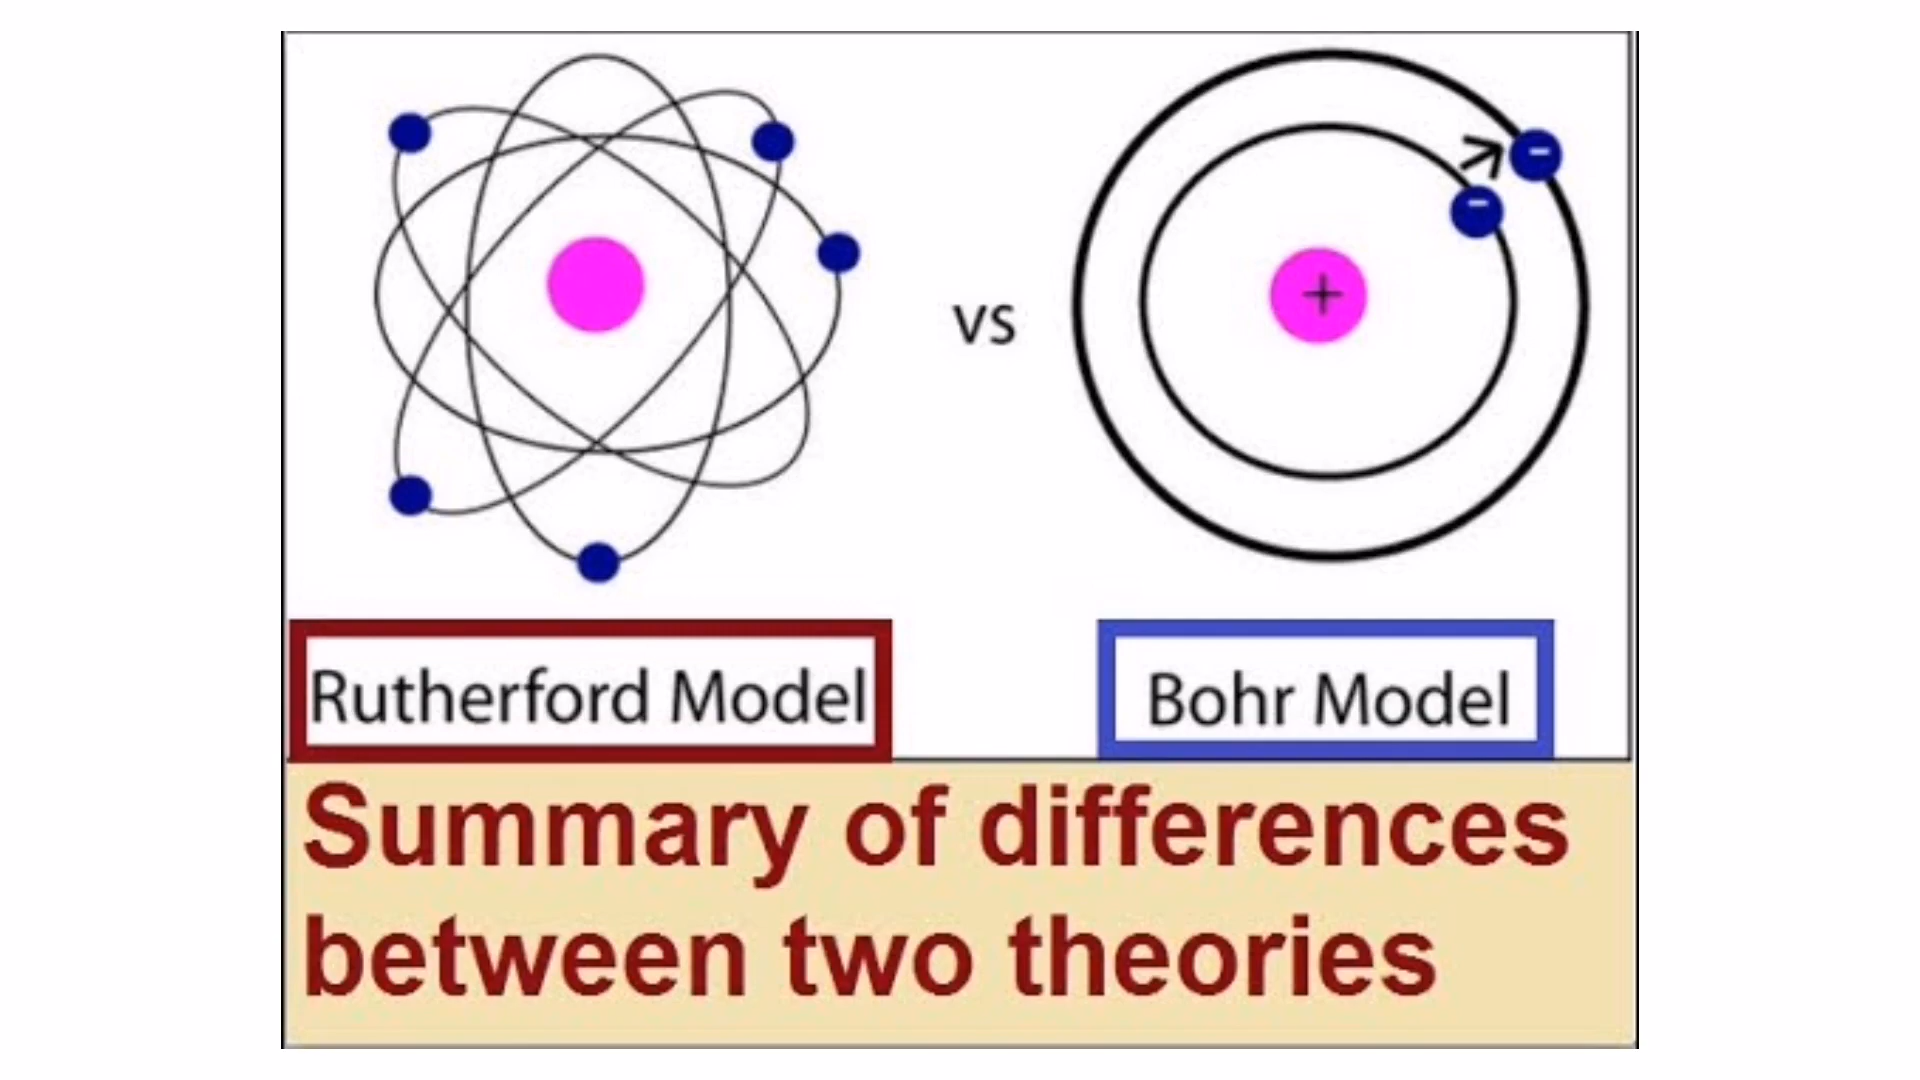 -
-
+
vs
Rutherford Model
Bohr Model
Summary of differences
between two theories